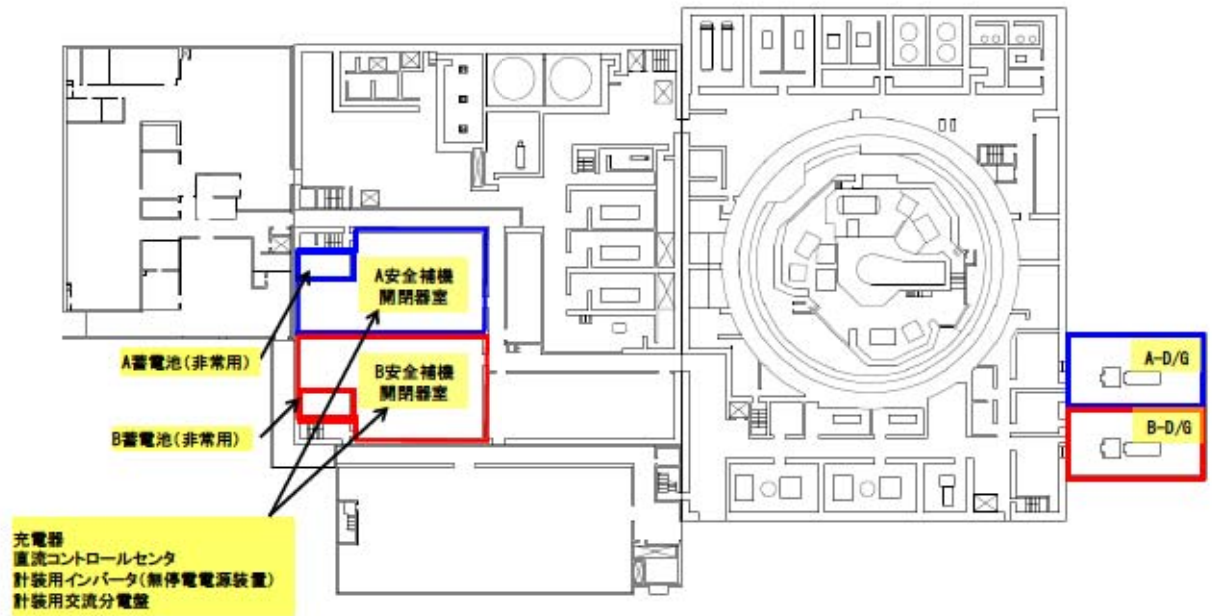 A安全補機
開閉器室
A蓄電池(非常用)
B安全補機
開閉器室
B蓄電池(非常用)
A-D/G
B-D/G
充電器
直流コントロールセンタ
計装用インバータ(無停電電源装置)
計装用交流分電盤